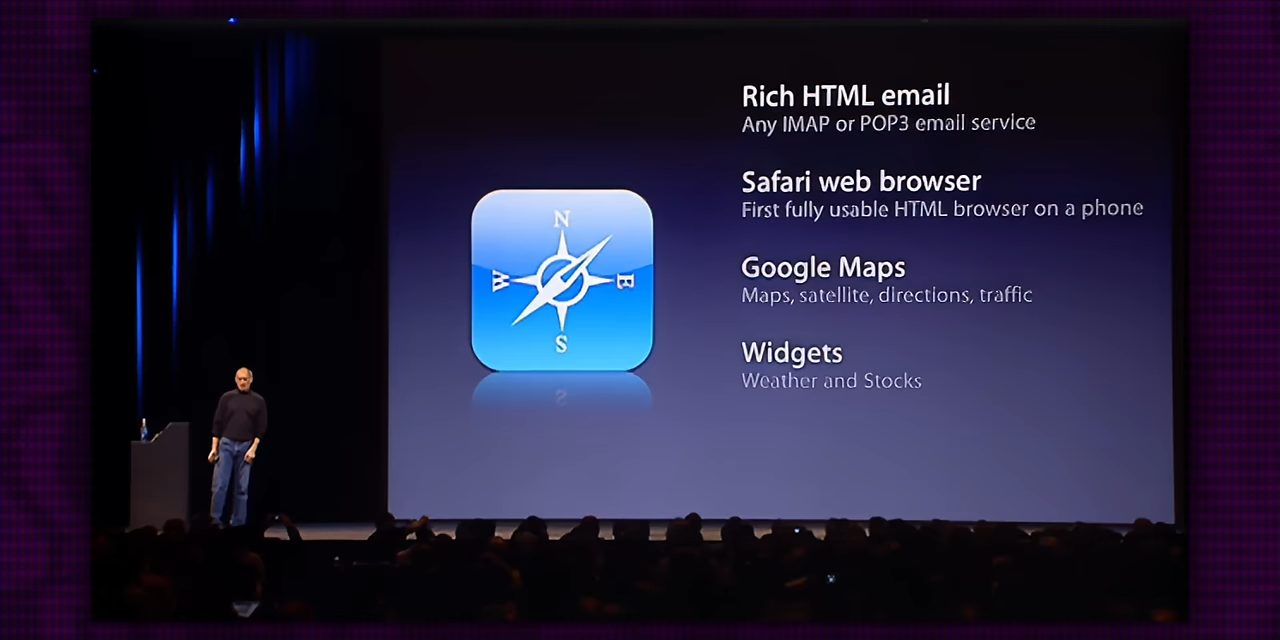 N
W E
S
Rich HTML email
Any IMAP or POP3 email service
Safari web browser
First fully usable HTML browser on a phone
Google Maps
Maps, satellite, directions, traffic
Widgets
Weather and Stocks